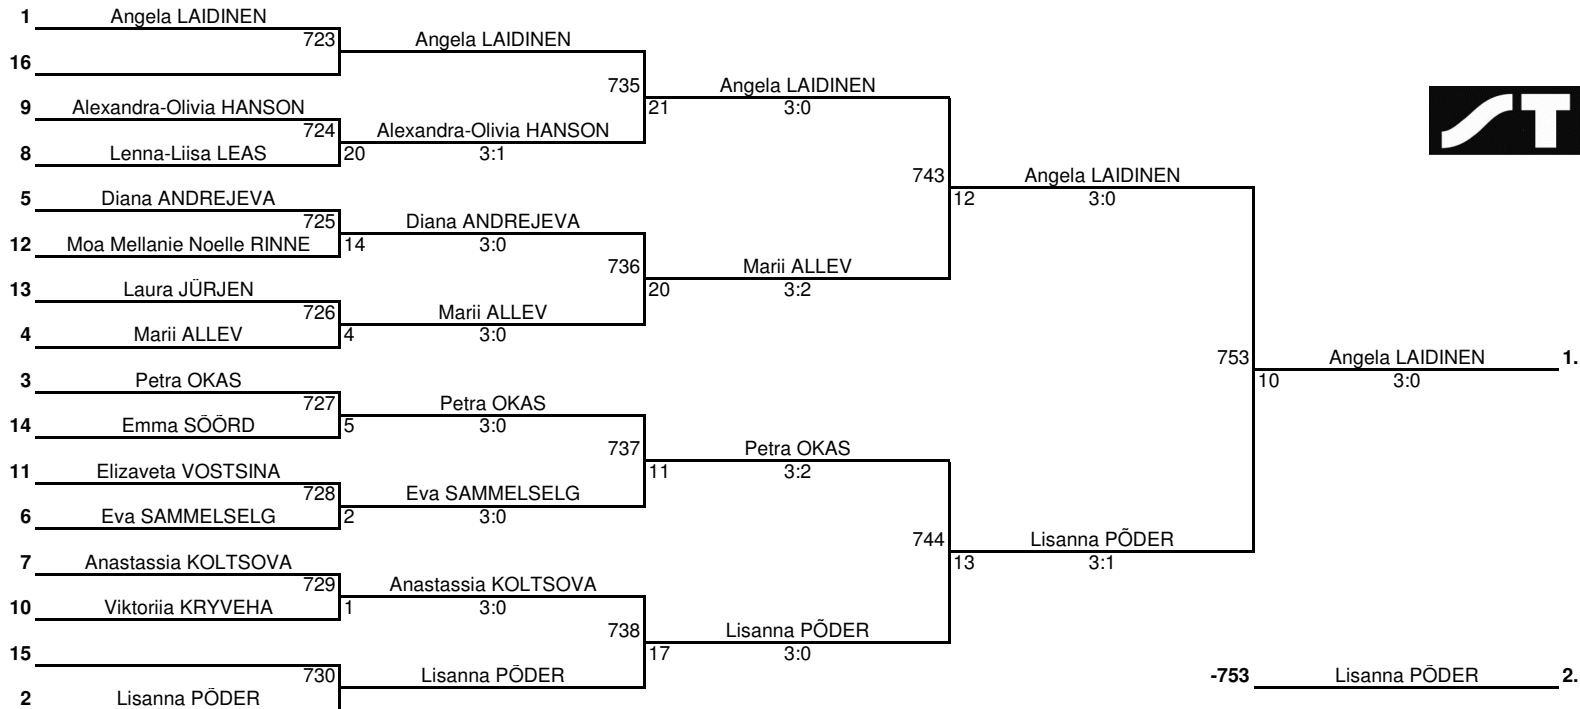 1 Angela LAIDINEN
723 Angela LAIDINEN
16
735 Angela LAIDINEN
9 Alexandra-Olivia HANSON
21 3:0
724 Alexandra-Olivia HANSON
8 Lenna-Liisa LEAS
20 3:1
743 Angela LAIDINEN
5 Diana ANDREJEVA
12 3:0
725 Diana ANDREJEVA
12 Moa Mellanie Noelle RINNE
14 3:0
736 Marii ALLEV
13 Laura JÜRJEN
20 3:2
726 Marii ALLEV
4 Marii ALLEV
4 3:0
753 Angela LAIDINEN 1.
3 Petra OKAS
10 3:0
727 Petra OKAS
14 Emma SÕÕRD
5 3:0
737 Petra OKAS
11 Elizaveta VOSTSINA
11 3:2
728 Eva SAMMELSELG
6 Eva SAMMELSELG
2 3:0
744 Lisanna PÕDER
7 Anastassia KOLTSOVA
13 3:1
729 Anastassia KOLTSOVA
10 Viktoriia KRYVEHA
1 3:0
738 Lisanna PÕDER
15
17 3:0
730 Lisanna PÕDER
-753 Lisanna PÕDER 2.
2 Lisanna PÕDER
ST